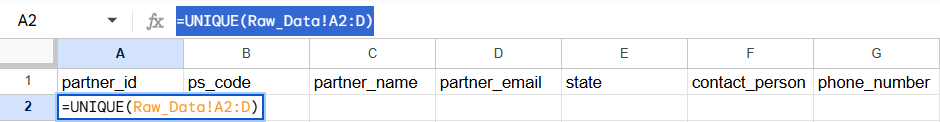 A2 fx =UNIQUE(Raw_Data!A2:D)
A B C D E F G
1 partner_id ps_code partner_name partner_email state contact_person phone_number
2 =UNIQUE(Raw_Data!A2:D)